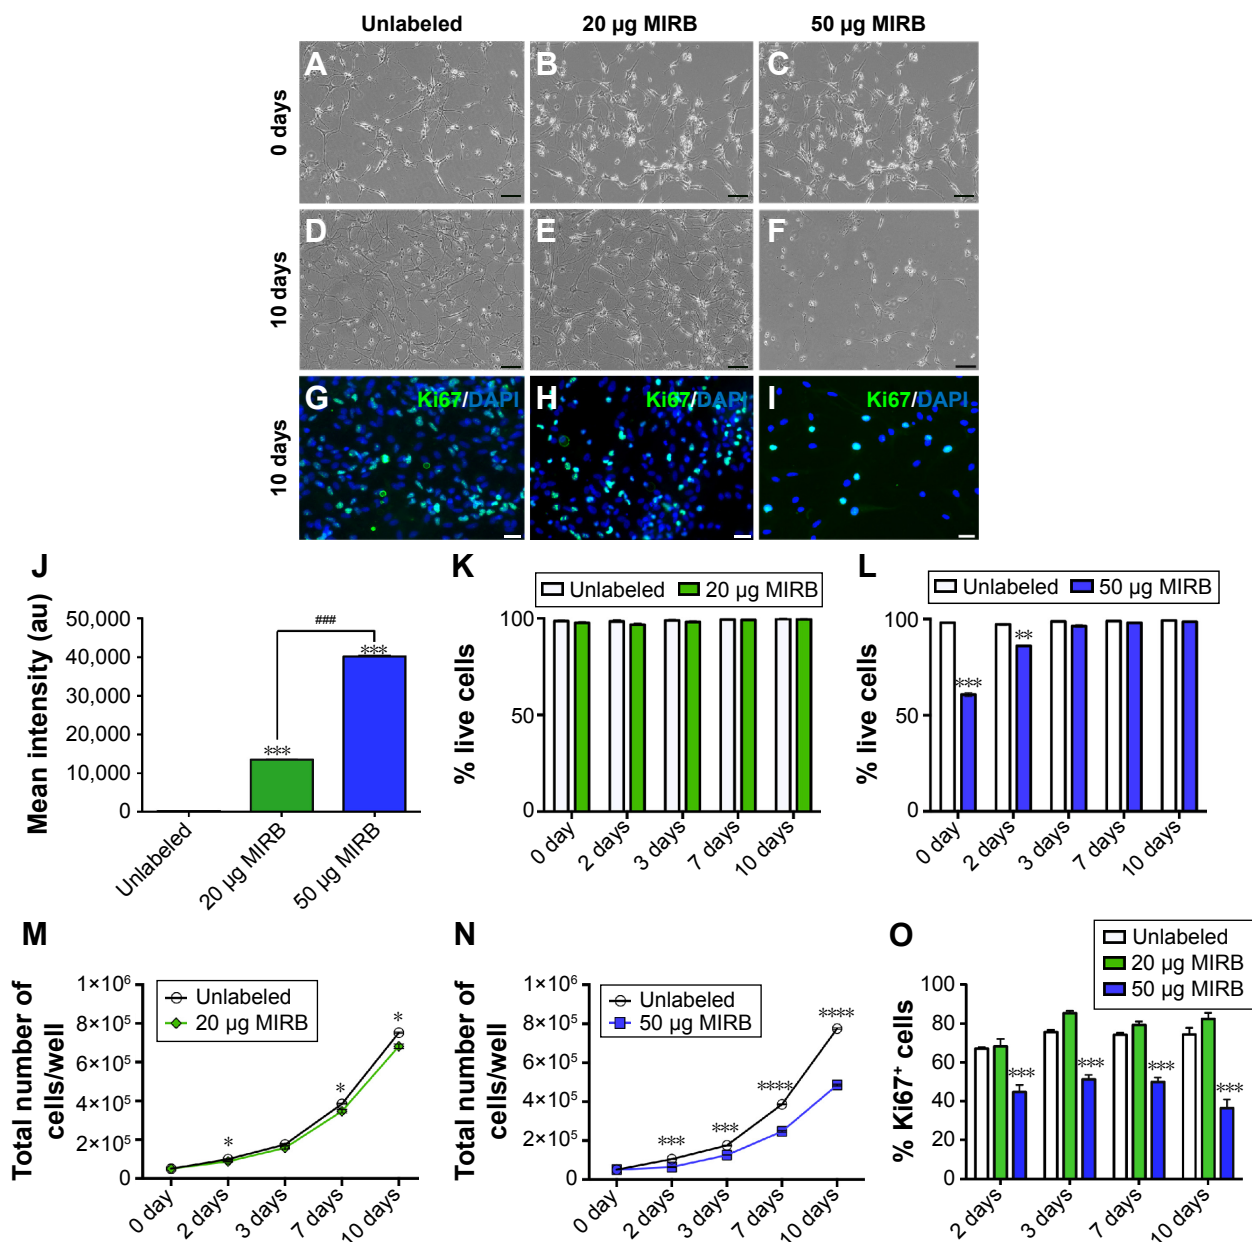 Unlabeled 20 µg MIRB 50 µg MIRB
0 days
A B C
10 days
D E F
10 days
G Ki67/DAPI H Ki67/DAPI I Ki67/DAPI
J
Mean intensity (au)
50,000
40,000
30,000
20,000
10,000
0
###
***
***
Unlabeled 20 µg MIRB 50 µg MIRB
K
Unlabeled 20 µg MIRB
% live cells
100
50
0
0 day 2 days 3 days 7 days 10 days
L
Unlabeled 50 µg MIRB
% live cells
100
50
0
***
**
0 day 2 days 3 days 7 days 10 days
M
Total number of
cells/well
1×10⁶
8×10⁵
6×10⁵
4×10⁵
2×10⁵
0
Unlabeled
20 µg MIRB
*
*
*
0 day 2 days 3 days 7 days 10 days
N
Total number of
cells/well
1×10⁶
8×10⁵
6×10⁵
4×10⁵
2×10⁵
0
Unlabeled
50 µg MIRB
***
***
****
****
0 day 2 days 3 days 7 days 10 days
O
Unlabeled
20 µg MIRB
50 µg MIRB
% Ki67⁺ cells
100
80
60
40
20
0
***
***
***
***
2 days 3 days 7 days 10 days